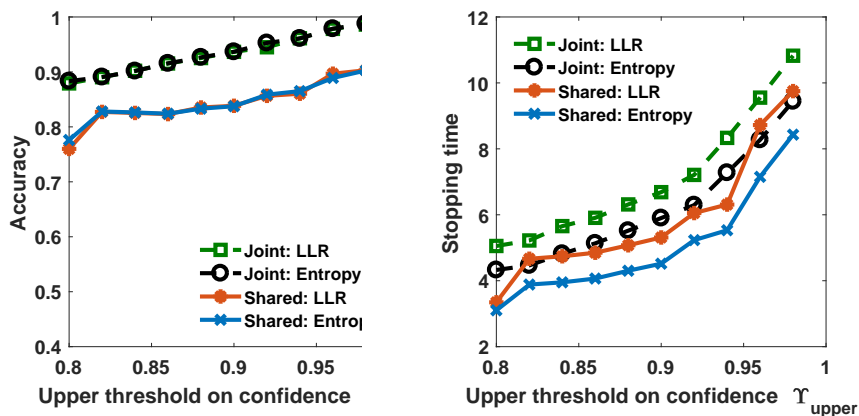 Accuracy
1
0.9
0.8
0.7
0.6
0.5
0.4
0.8
0.85
0.9
0.95
Joint: LLR
Joint: Entropy
Shared: LLR
Shared: Entrop
Upper threshold on confidence
Stopping time
12
10
8
6
4
2
0.8
0.85
0.9
0.95
1
Joint: LLR
Joint: Entropy
Shared: LLR
Shared: Entropy
Upper threshold on confidence ϒupper